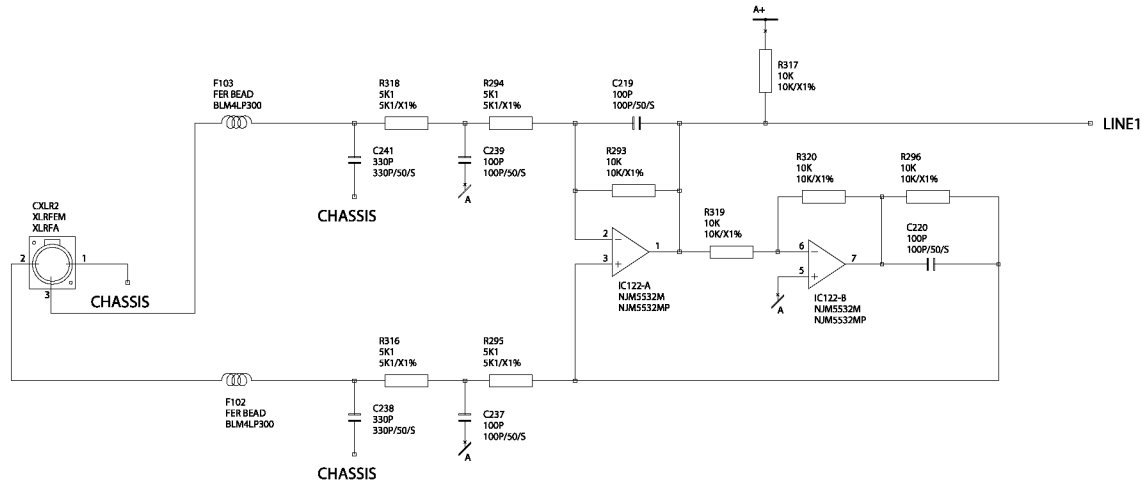 A+
R317
10K
10K/X1%
F103
FER BEAD
BLM4LP300
R318
5K1
5K1/X1%
R294
5K1
5K1/X1%
C219
100P
100P/50/S
LINE1
C241
330P
330P/50/S
C239
100P
100P/50/S
A
CHASSIS
R293
10K
10K/X1%
R320
10K
10K/X1%
R296
10K
10K/X1%
CXLR2
XLRFEM
XLRFA
2
1
3
CHASSIS
R319
10K
10K/X1%
C220
100P
100P/50/S
2
3
1
IC122-A
NJM5532M
NJM5532MP
6
5
7
A
IC122-B
NJM5532M
NJM5532MP
R316
5K1
5K1/X1%
R295
5K1
5K1/X1%
F102
FER BEAD
BLM4LP300
C238
330P
330P/50/S
C237
100P
100P/50/S
A
CHASSIS